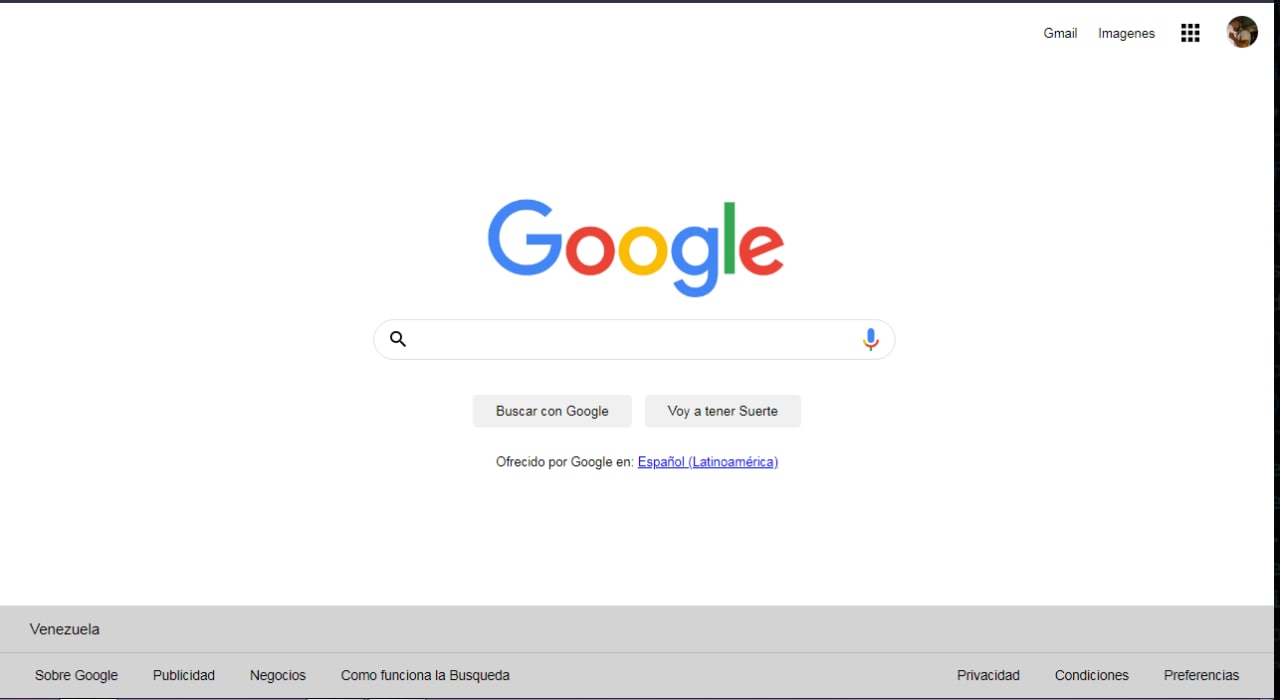 Gmail Imagenes
Google
Buscar con Google Voy a tener Suerte
Ofrecido por Google en: Español (Latinoamérica)
Venezuela
Sobre Google Publicidad Negocios Como funciona la Busqueda Privacidad Condiciones Preferencias